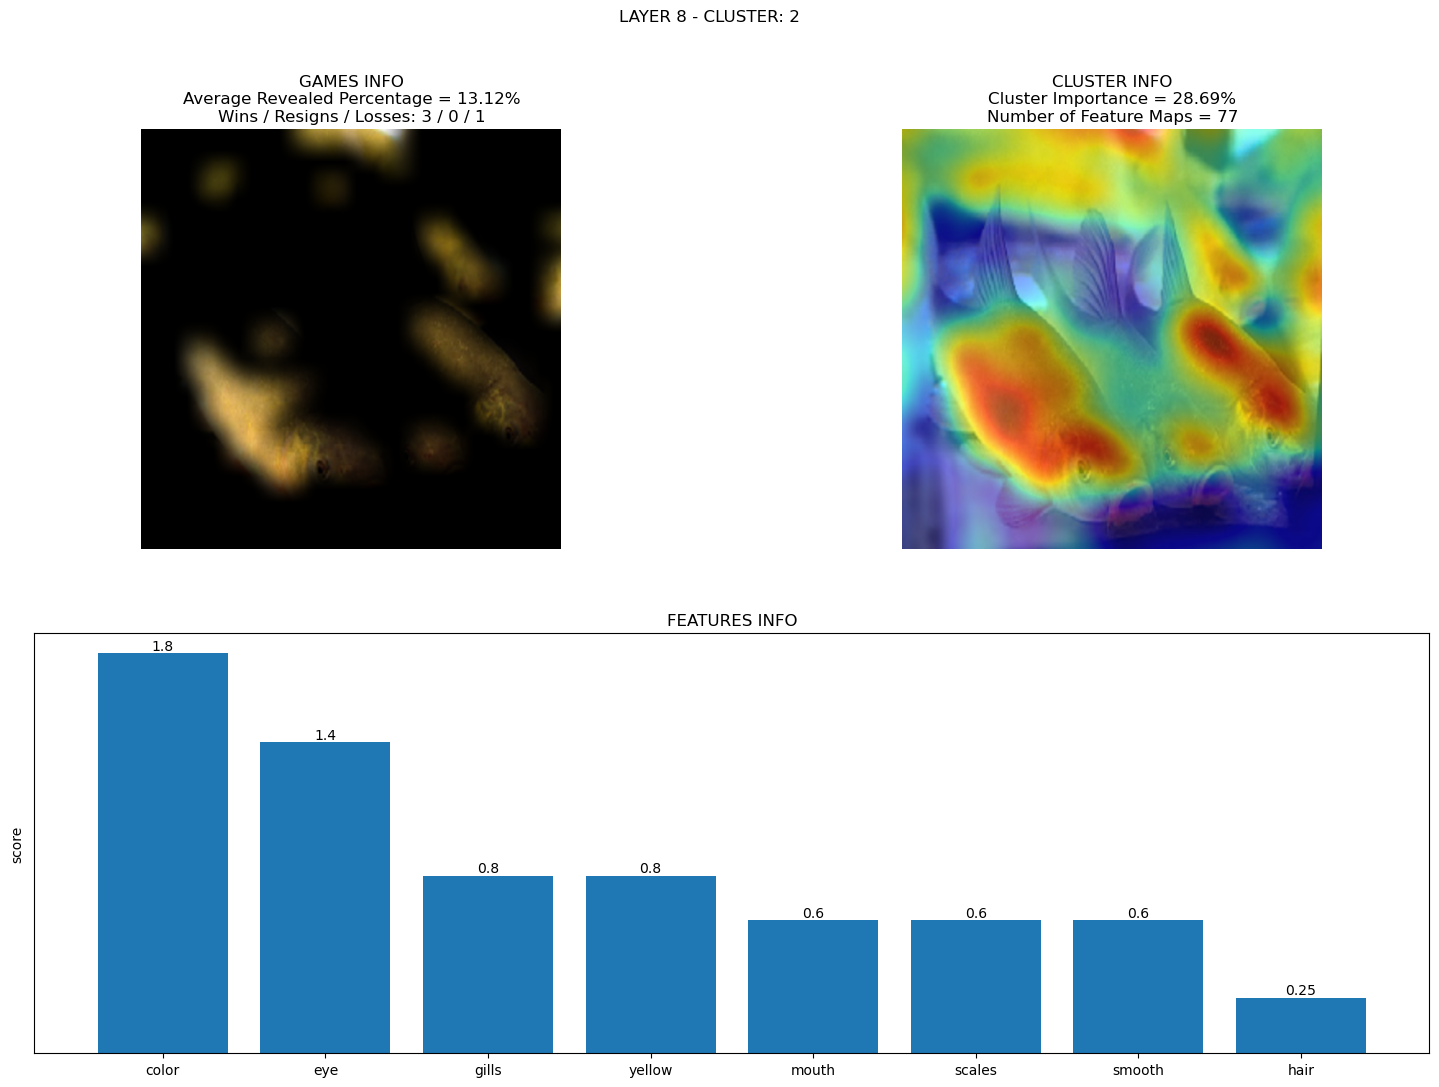 LAYER 8 - CLUSTER: 2
GAMES INFO
Average Revealed Percentage = 13.12%
Wins / Resigns / Losses: 3 / 0 / 1
CLUSTER INFO
Cluster Importance = 28.69%
Number of Feature Maps = 77
FEATURES INFO
score
1.8
1.4
0.8
0.8
0.6
0.6
0.6
0.25
color
eye
gills
yellow
mouth
scales
smooth
hair